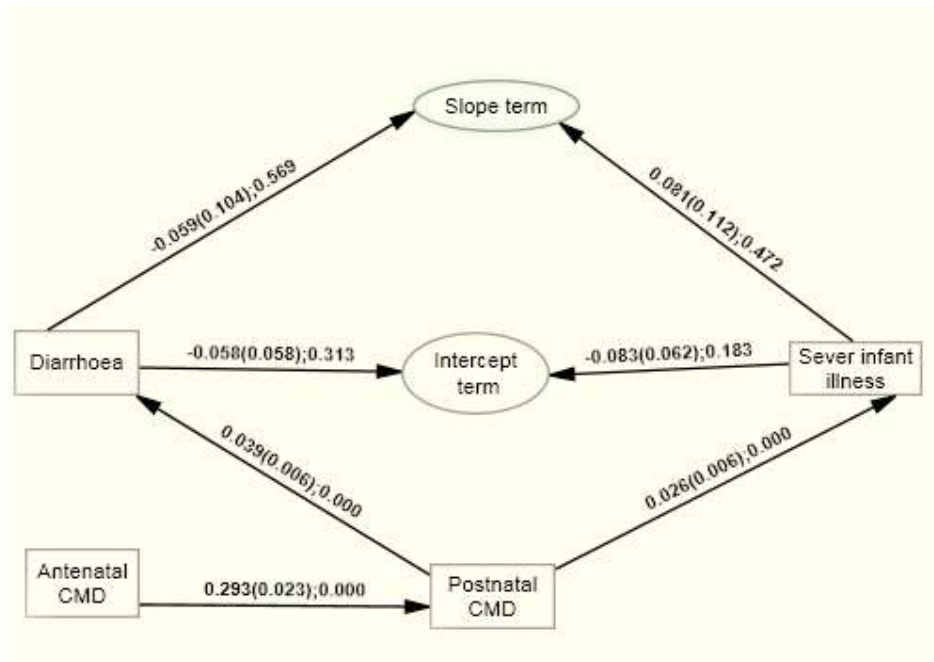 Slope term
-0.059(0.104);0.569
0.081(0.112);0.472
Diarrhoea
-0.058(0.058);0.313
Intercept
term
-0.083(0.062);0.183
Sever infant
illness
0.039(0.006);0.000
0.026(0.006);0.000
Antenatal
CMD
0.293(0.023);0.000
Postnatal
CMD